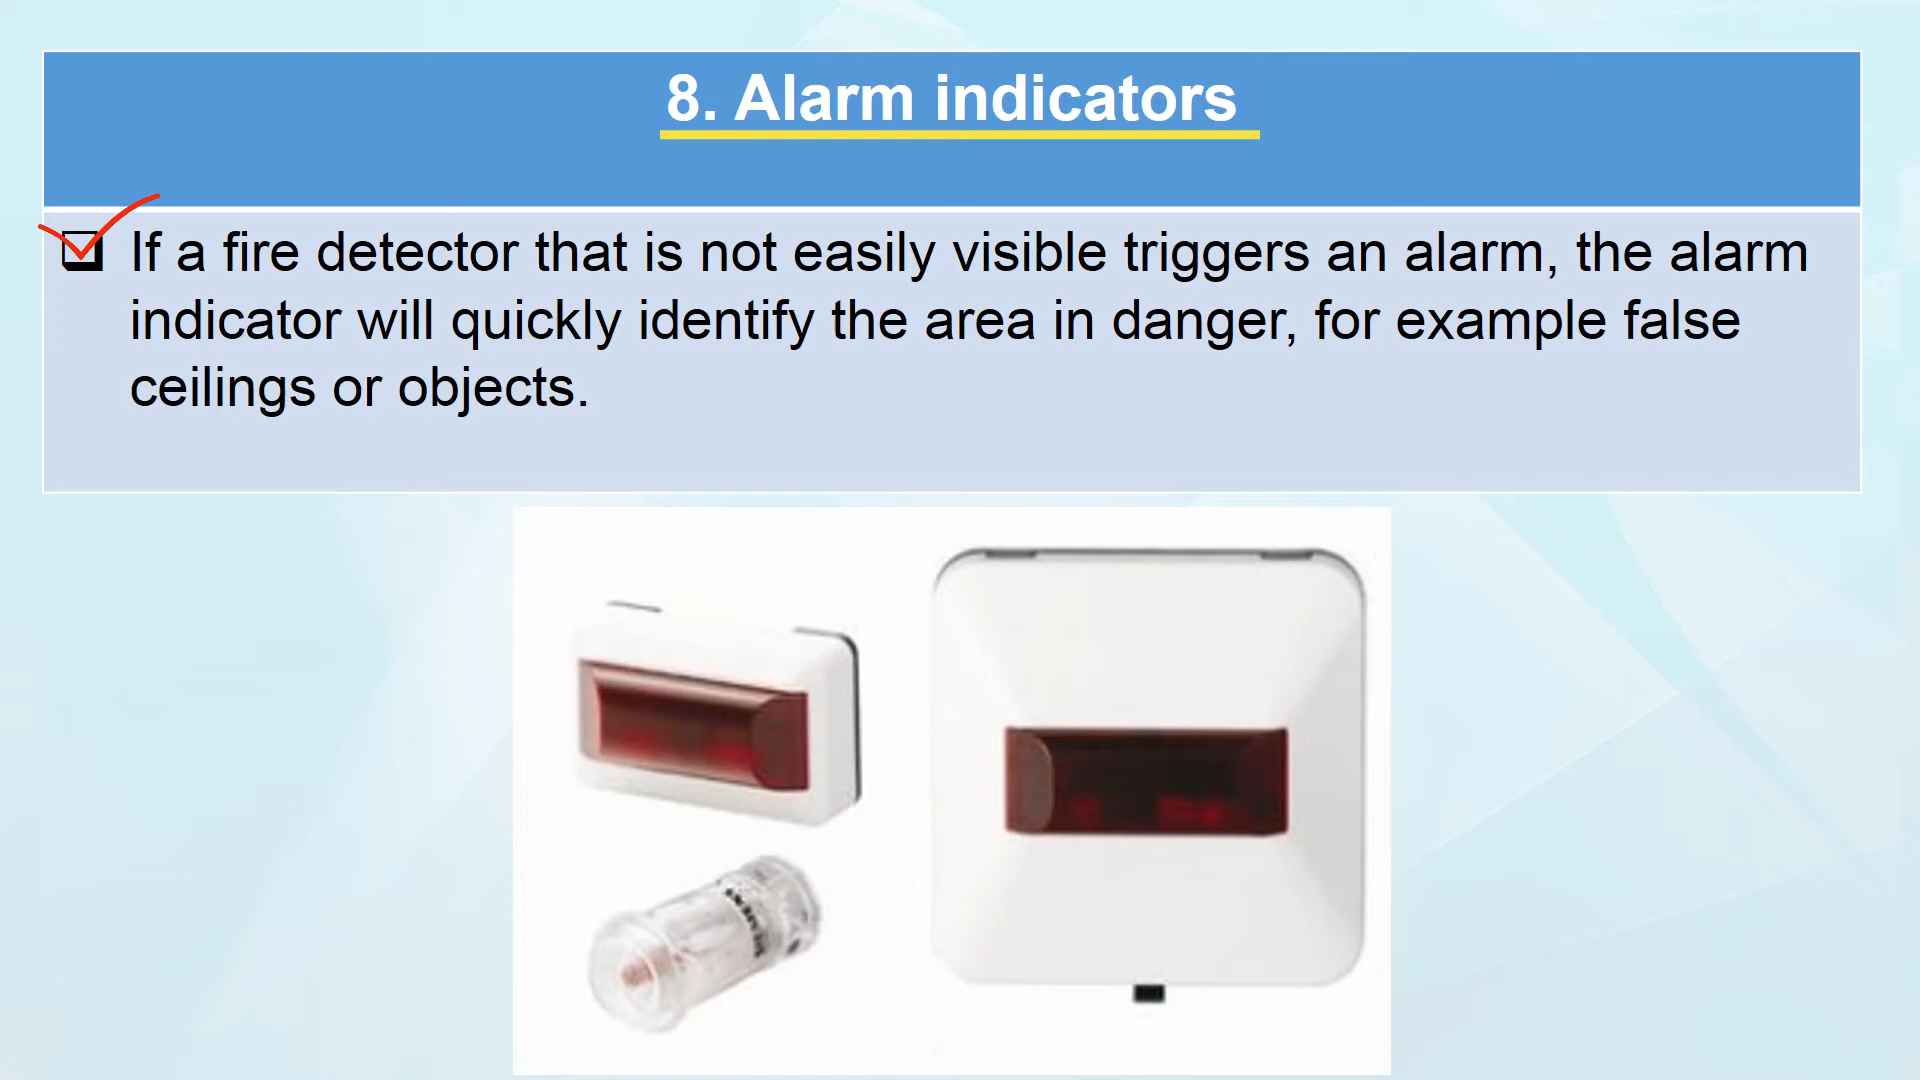 8. Alarm indicators
If a fire detector that is not easily visible triggers an alarm, the alarm
indicator will quickly identify the area in danger, for example false
ceilings or objects.